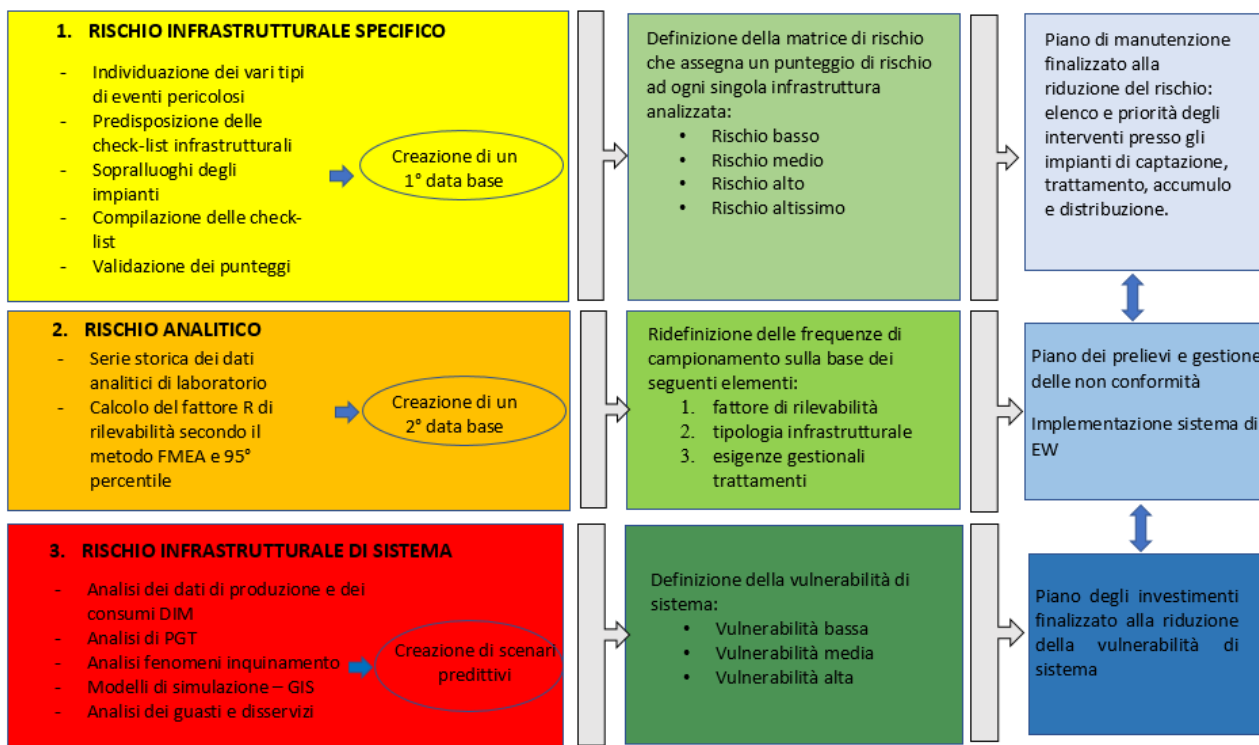 1. RISCHIO INFRASTRUTTURALE SPECIFICO
- Individuazione dei vari tipi
di eventi pericolosi
- Predisposizione delle
check-list infrastrutturali
- Sopralluoghi degli
impianti
- Compilazione delle check-
list
- Validazione dei punteggi
Creazione di un
1° data base
Definizione della matrice di rischio
che assegna un punteggio di rischio
ad ogni singola infrastruttura
analizzata:
• Rischio basso
• Rischio medio
• Rischio alto
• Rischio altissimo
Piano di manutenzione
finalizzato alla
riduzione del rischio:
elenco e priorità degli
interventi presso gli
impianti di captazione,
trattamento, accumulo
e distribuzione.
2. RISCHIO ANALITICO
- Serie storica dei dati
analitici di laboratorio
- Calcolo del fattore R di
rilevabilità secondo il
metodo FMEA e 95°
percentile
Creazione di un
2° data base
Ridefinizione delle frequenze di
campionamento sulla base dei
seguenti elementi:
1. fattore di rilevabilità
2. tipologia infrastrutturale
3. esigenze gestionali
trattamenti
Piano dei prelievi e gestione
delle non conformità
Implementazione sistema di
EW
3. RISCHIO INFRASTRUTTURALE DI SISTEMA
- Analisi dei dati di produzione e dei
consumi DIM
- Analisi di PGT
- Analisi fenomeni inquinamento
- Modelli di simulazione – GIS
- Analisi dei guasti e disservizi
Creazione di scenari
predittivi
Definizione della vulnerabilità di
sistema:
• Vulnerabilità bassa
• Vulnerabilità media
• Vulnerabilità alta
Piano degli investimenti
finalizzato alla riduzione
della vulnerabilità di
sistema